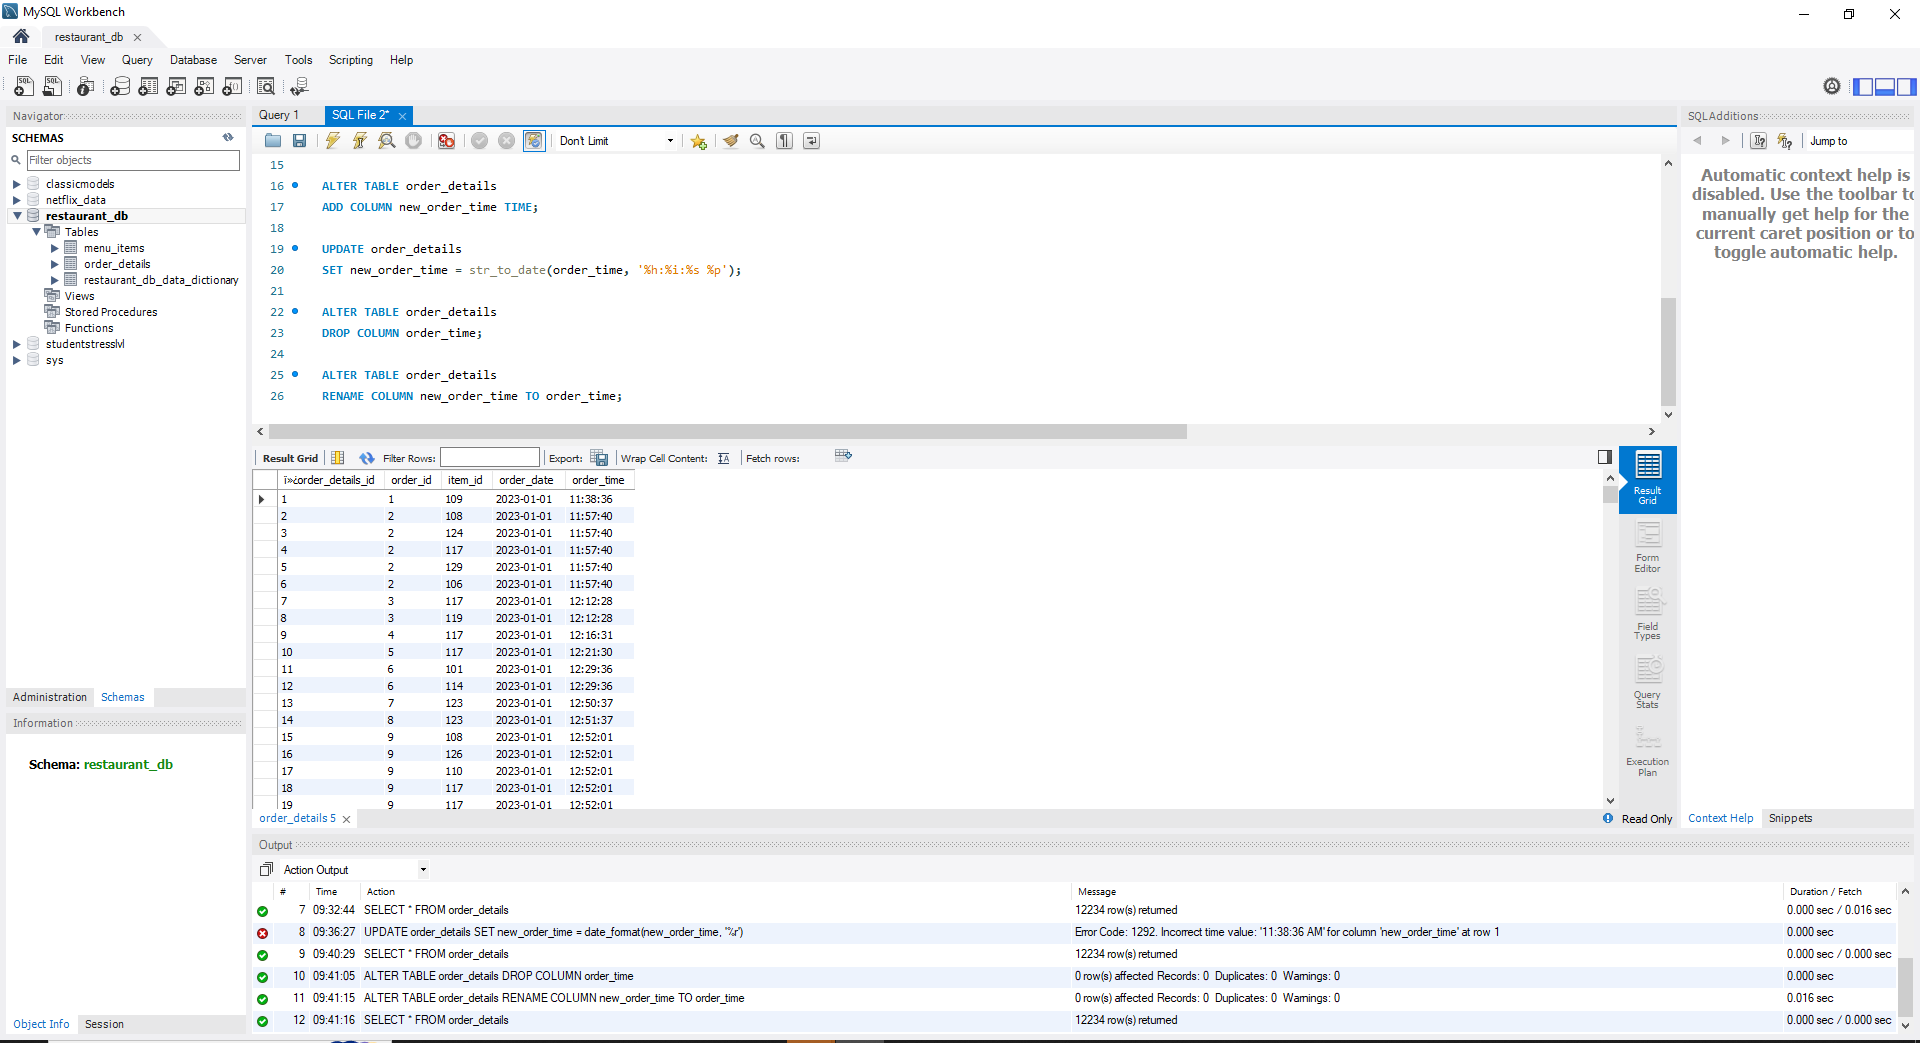 MySQL Workbench
restaurant_db
File Edit View Query Database Server Tools Scripting Help
Navigator
SCHEMAS
Filter objects
classicmodels
netflix_data
restaurant_db
Tables
menu_items
order_details
restaurant_db_data_dictionary
Views
Stored Procedures
Functions
studentstresslvl
sys
Administration Schemas
Information
Schema: restaurant_db
Object Info Session
Query 1 SQL File 2*
Don't Limit
15
16 ALTER TABLE order_details
17 ADD COLUMN new_order_time TIME;
18
19 UPDATE order_details
20 SET new_order_time = str_to_date(order_time, '%h:%i:%s %p');
21
22 ALTER TABLE order_details
23 DROP COLUMN order_time;
24
25 ALTER TABLE order_details
26 RENAME COLUMN new_order_time TO order_time;
Result Grid Filter Rows: Export: Wrap Cell Content: Fetch rows:
ï»¿order_details_id order_id item_id order_date order_time
1 1 109 2023-01-01 11:38:36
2 2 108 2023-01-01 11:57:40
3 2 124 2023-01-01 11:57:40
4 2 117 2023-01-01 11:57:40
5 2 129 2023-01-01 11:57:40
6 2 106 2023-01-01 11:57:40
7 3 117 2023-01-01 12:12:28
8 3 119 2023-01-01 12:12:28
9 4 117 2023-01-01 12:16:31
10 5 117 2023-01-01 12:21:30
11 6 101 2023-01-01 12:29:36
12 6 114 2023-01-01 12:29:36
13 7 123 2023-01-01 12:50:37
14 8 123 2023-01-01 12:51:37
15 9 108 2023-01-01 12:52:01
16 9 126 2023-01-01 12:52:01
17 9 110 2023-01-01 12:52:01
18 9 117 2023-01-01 12:52:01
19 9 117 2023-01-01 12:52:01
Result
Grid
Form
Editor
Field
Types
Query
Stats
Execution
Plan
order_details 5
Read Only
SQLAdditions
Jump to
Automatic context help is
disabled. Use the toolbar to
manually get help for the
current caret position or to
toggle automatic help.
Context Help Snippets
Output
Action Output
# Time Action Message Duration / Fetch
7 09:32:44 SELECT * FROM order_details 12234 row(s) returned 0.000 sec / 0.016 sec
8 09:36:27 UPDATE order_details SET new_order_time = date_format(new_order_time, '%r') Error Code: 1292. Incorrect time value: '11:38:36 AM' for column 'new_order_time' at row 1 0.000 sec
9 09:40:29 SELECT * FROM order_details 12234 row(s) returned 0.000 sec / 0.000 sec
10 09:41:05 ALTER TABLE order_details DROP COLUMN order_time 0 row(s) affected Records: 0 Duplicates: 0 Warnings: 0 0.000 sec
11 09:41:15 ALTER TABLE order_details RENAME COLUMN new_order_time TO order_time 0 row(s) affected Records: 0 Duplicates: 0 Warnings: 0 0.016 sec
12 09:41:16 SELECT * FROM order_details 12234 row(s) returned 0.000 sec / 0.000 sec